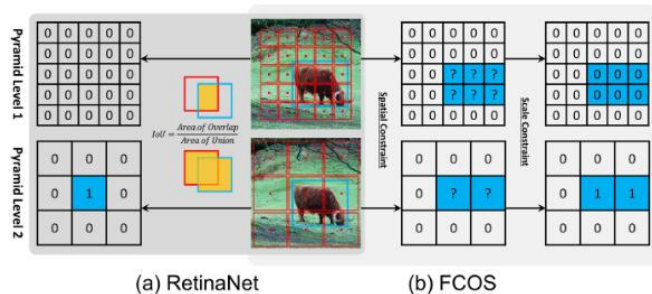 Pyramid Level 1
0 0 0 0 0
0 0 0 0 0
0 0 0 0 0
0 0 0 0 0
0 0 0 0 0
IoU = Area of Overlap
Area of Union
0 0 0 0 0
0 0 0 0 0
0 0 ? ? ?
0 0 ? ? ?
0 0 0 0 0
0 0 0 0 0
0 0 0 0 0
0 0 0 0 0
0 0 0 0 0
0 0 0 0 0
Spatial Constraint
Scale Constraint
Pyramid Level 2
0 0 0
0 1 0
0 0 0
0 0 0
0 ? ?
0 0 0
0 0 0
0 1 1
0 0 0
(a) RetinaNet
(b) FCOS